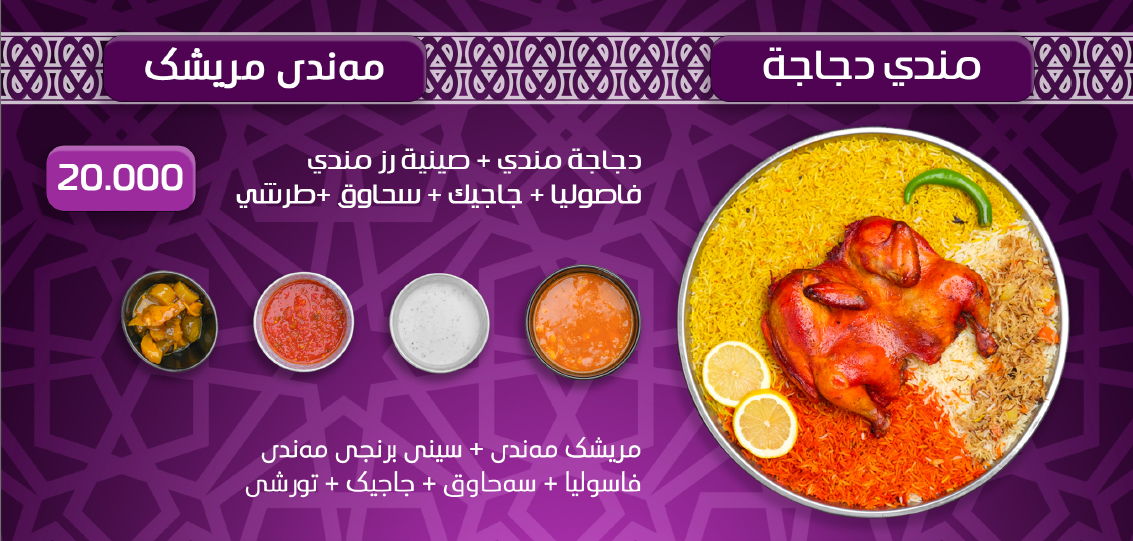 مندي دجاجة
مەندی مریشک
دجاجة مندي + صينية رز مندي
فاصوليا + جاجيك + سحاوق +طرشي
20.000
مریشک مەندی + سینی برنجی مەندی
فاسولیا + سەحاوق + جاجیک + تورشی